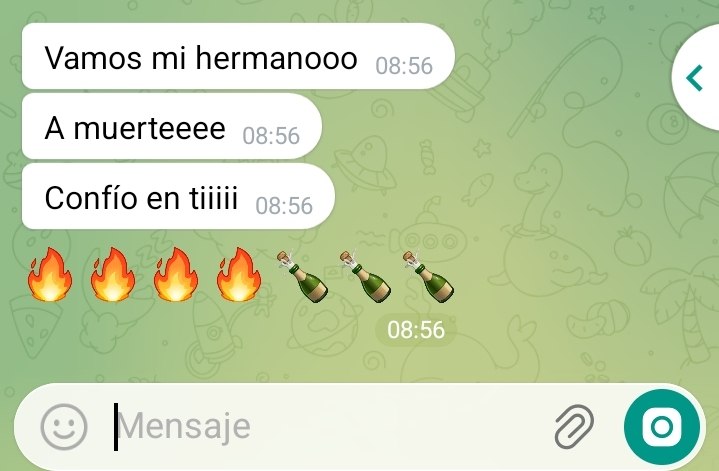 Vamos mi hermanooo 08:56
A muerteeee 08:56
Confío en tiiiii 08:56
🔥🔥🔥🔥🍾🍾🍾
08:56
Mensaje